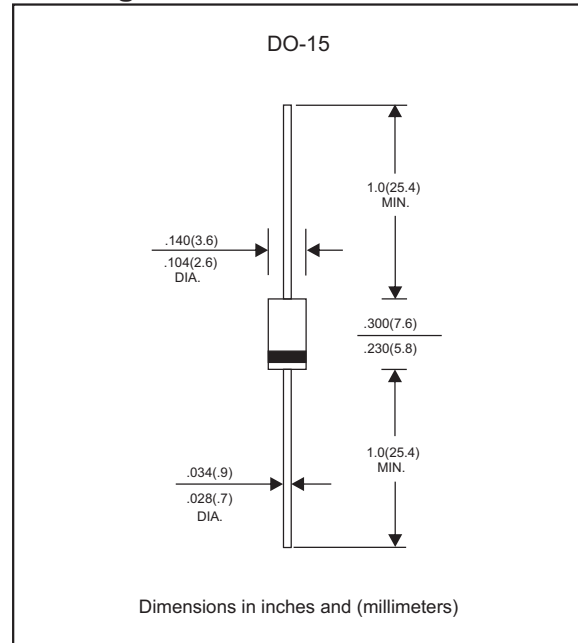 DO-15
1.0(25.4)
MIN.
.140(3.6)
.104(2.6)
DIA.
.300(7.6)
.230(5.8)
1.0(25.4)
MIN.
.034(.9)
.028(.7)
DIA.
Dimensions in inches and (millimeters)